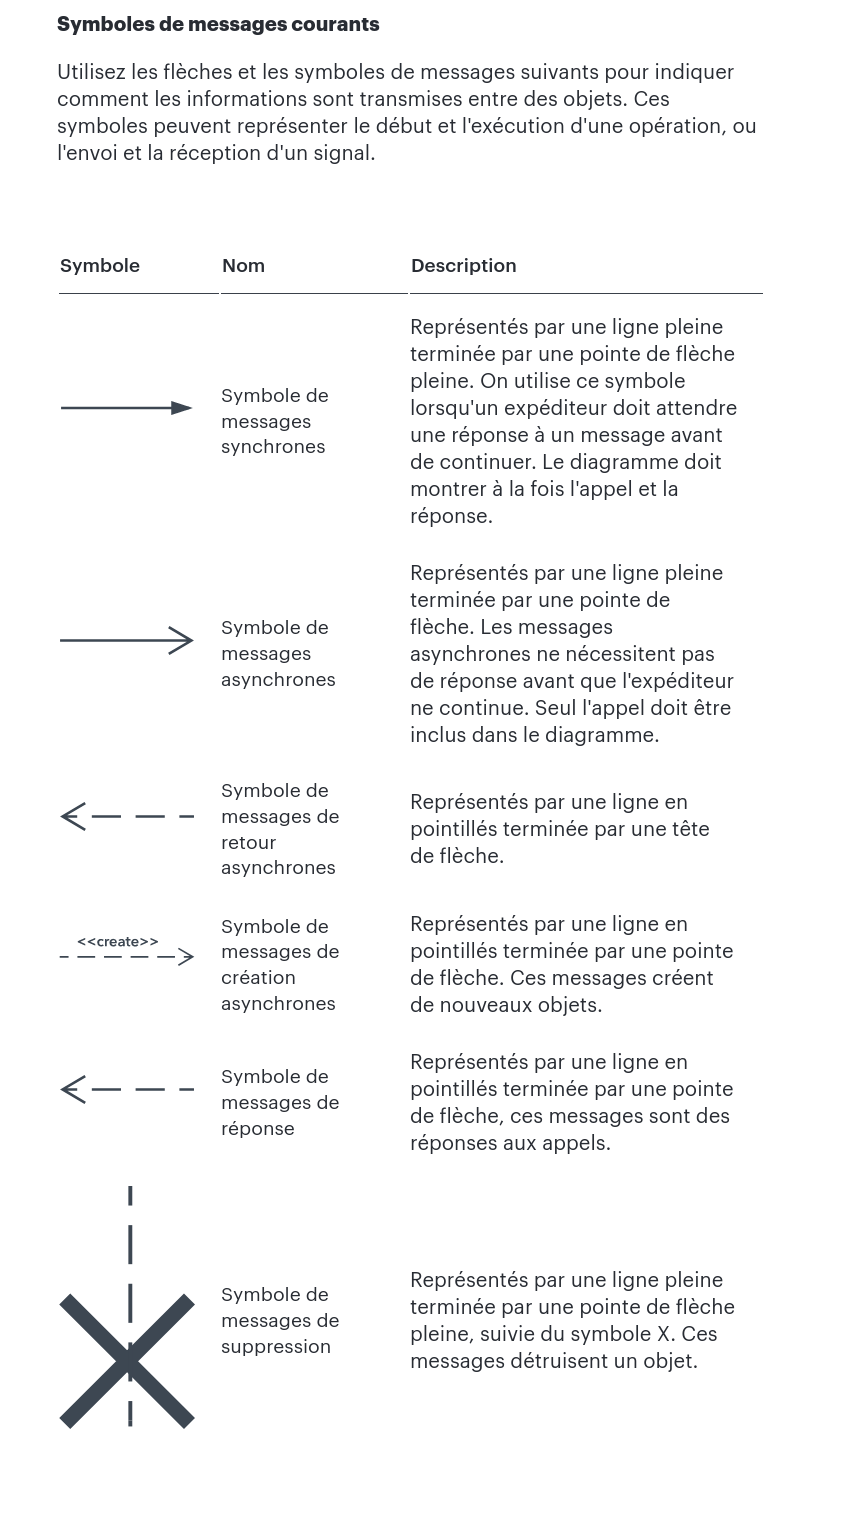 Symboles de messages courants
Utilisez les flèches et les symboles de messages suivants pour indiquer
comment les informations sont transmises entre des objets. Ces
symboles peuvent représenter le début et l'exécution d'une opération, ou
l'envoi et la réception d'un signal.
Symbole Nom Description
Symbole de
messages
synchrones
Représentés par une ligne pleine
terminée par une pointe de flèche
pleine. On utilise ce symbole
lorsqu'un expéditeur doit attendre
une réponse à un message avant
de continuer. Le diagramme doit
montrer à la fois l'appel et la
réponse.
Symbole de
messages
asynchrones
Représentés par une ligne pleine
terminée par une pointe de
flèche. Les messages
asynchrones ne nécessitent pas
de réponse avant que l'expéditeur
ne continue. Seul l'appel doit être
inclus dans le diagramme.
Symbole de
messages de
retour
asynchrones
Représentés par une ligne en
pointillés terminée par une tête
de flèche.
<<create>>
Symbole de
messages de
création
asynchrones
Représentés par une ligne en
pointillés terminée par une pointe
de flèche. Ces messages créent
de nouveaux objets.
Symbole de
messages de
réponse
Représentés par une ligne en
pointillés terminée par une pointe
de flèche, ces messages sont des
réponses aux appels.
Symbole de
messages de
suppression
Représentés par une ligne pleine
terminée par une pointe de flèche
pleine, suivie du symbole X. Ces
messages détruisent un objet.